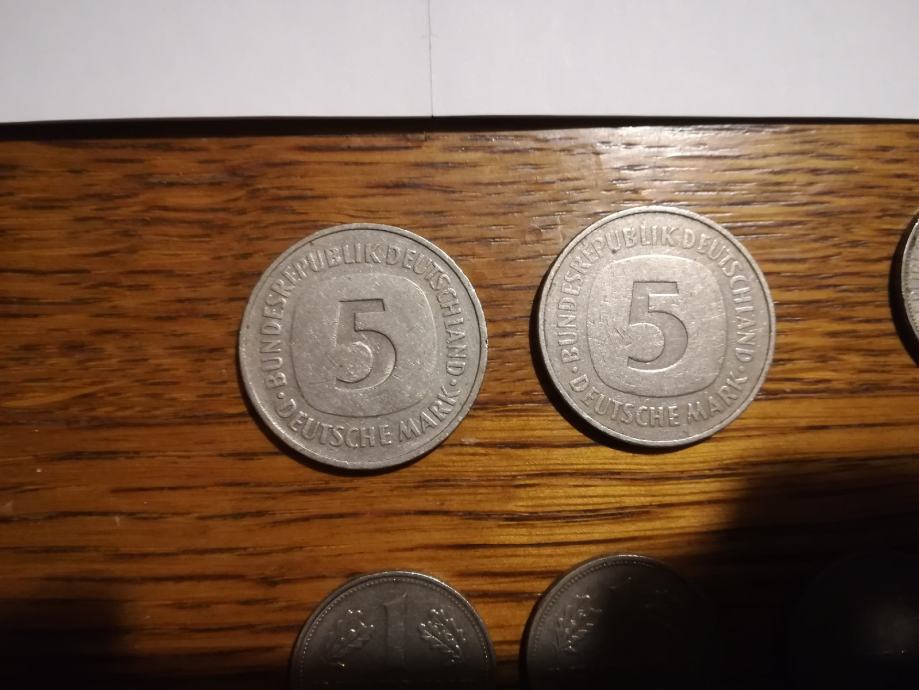 BUNDESREPUBLIK DEUTSCHLAND
5
· DEUTSCHE MARK ·
BUNDESREPUBLIK DEUTSCHLAND
5
· DEUTSCHE MARK ·
1